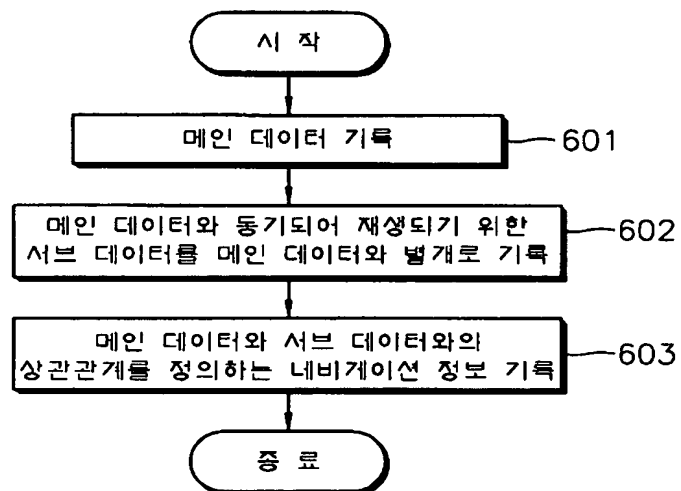 시 작
메인 데이터 기록
601
메인 데이터와 동기되어 재생되기 위한
서브 데이터를 메인 데이터와 별개로 기록
602
메인 데이터와 서브 데이터와의
상관관계를 정의하는 네비게이션 정보 기록
603
종 료